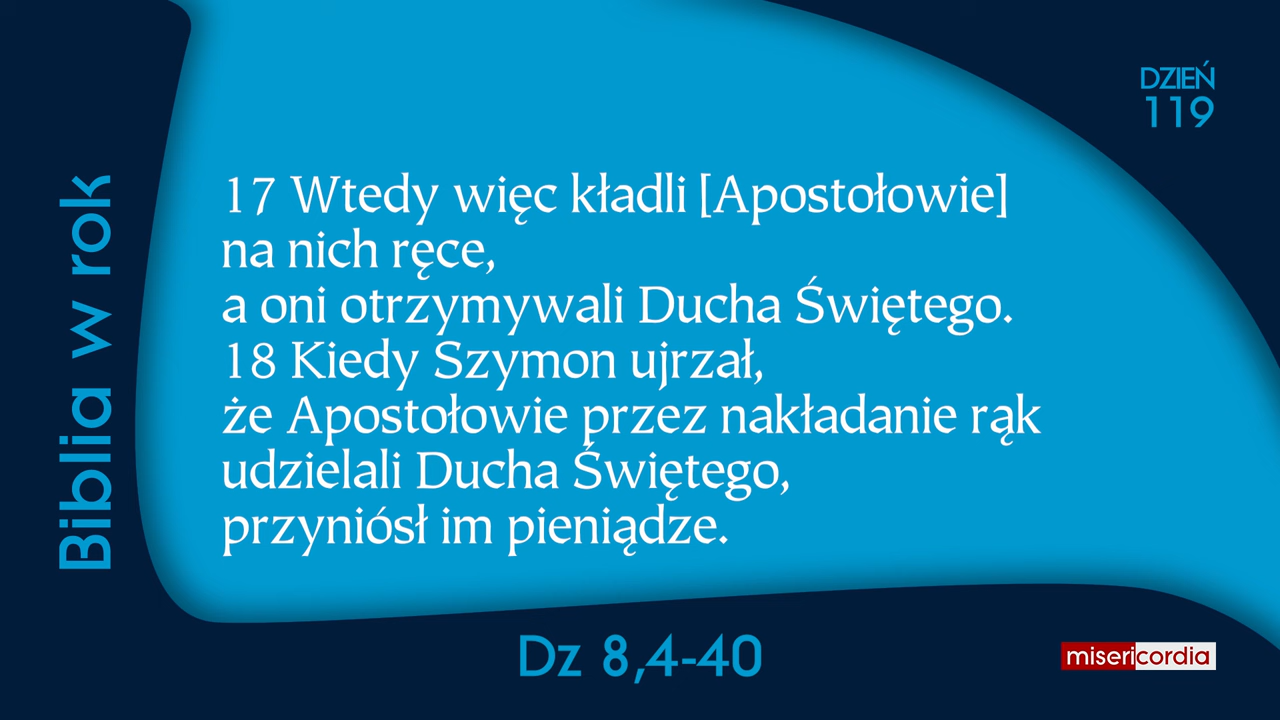 DZIEŃ
119
Biblia w rok
17 Wtedy więc kładli [Apostołowie]
na nich ręce,
a oni otrzymywali Ducha Świętego.
18 Kiedy Szymon ujrzał,
że Apostołowie przez nakładanie rąk
udzielali Ducha Świętego,
przyniósł im pieniądze.
Dz 8,4-40
misericordia